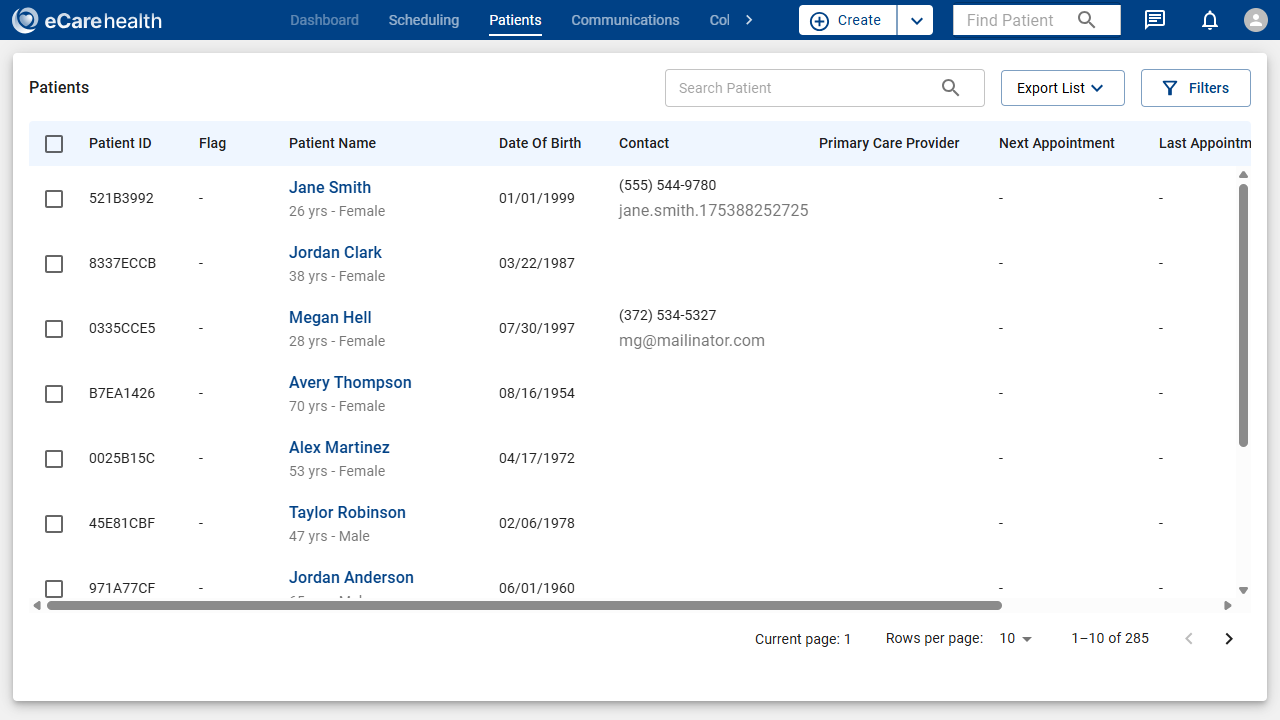 eCarehealth
Dashboard
Scheduling
Patients
Communications
Col
Create
Find Patient
Patients
Search Patient
Export List
Filters
Patient ID
Flag
Patient Name
Date Of Birth
Contact
Primary Care Provider
Next Appointment
Last Appointm
521B3992
-
Jane Smith
26 yrs - Female
01/01/1999
(555) 544-9780
jane.smith.175388252725
-
-
8337ECCB
-
Jordan Clark
38 yrs - Female
03/22/1987
-
-
0335CCE5
-
Megan Hell
28 yrs - Female
07/30/1997
(372) 534-5327
mg@mailinator.com
-
-
B7EA1426
-
Avery Thompson
70 yrs - Female
08/16/1954
-
-
0025B15C
-
Alex Martinez
53 yrs - Female
04/17/1972
-
-
45E81CBF
-
Taylor Robinson
47 yrs - Male
02/06/1978
-
-
971A77CF
-
Jordan Anderson
06/01/1960
-
-
Current page: 1
Rows per page:
10
1–10 of 285